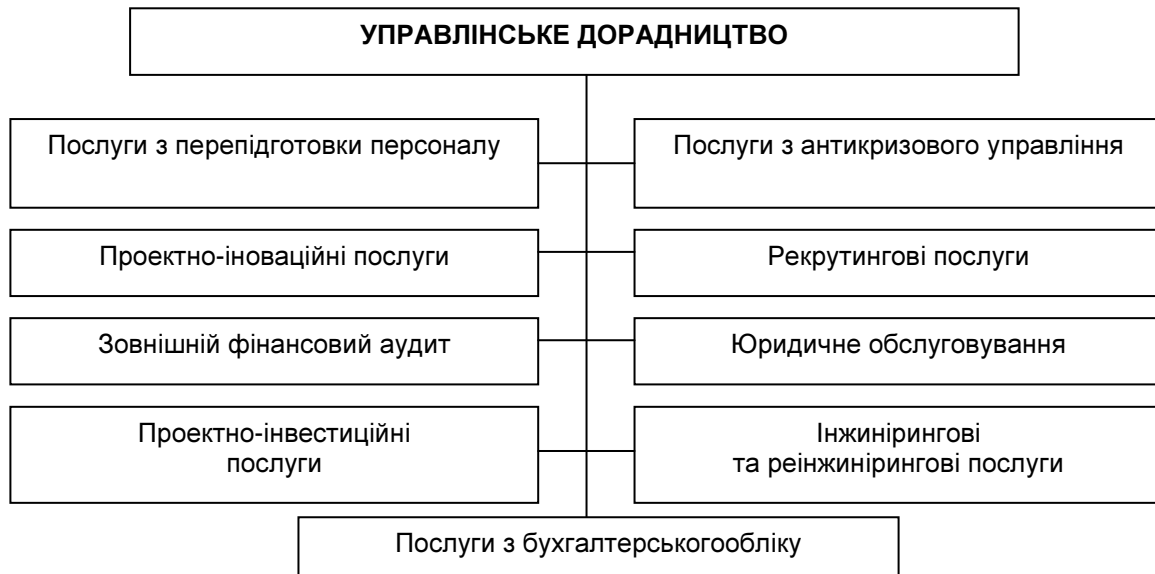 УПРАВЛІНСЬКЕ ДОРАДНИЦТВО
Послуги з перепідготовки персоналу
Послуги з антикризового управління
Проектно-іноваційні послуги
Рекрутингові послуги
Зовнішній фінансовий аудит
Юридичне обслуговування
Проектно-інвестиційні
послуги
Інжинірингові
та реінжинірингові послуги
Послуги з бухгалтерськогообліку